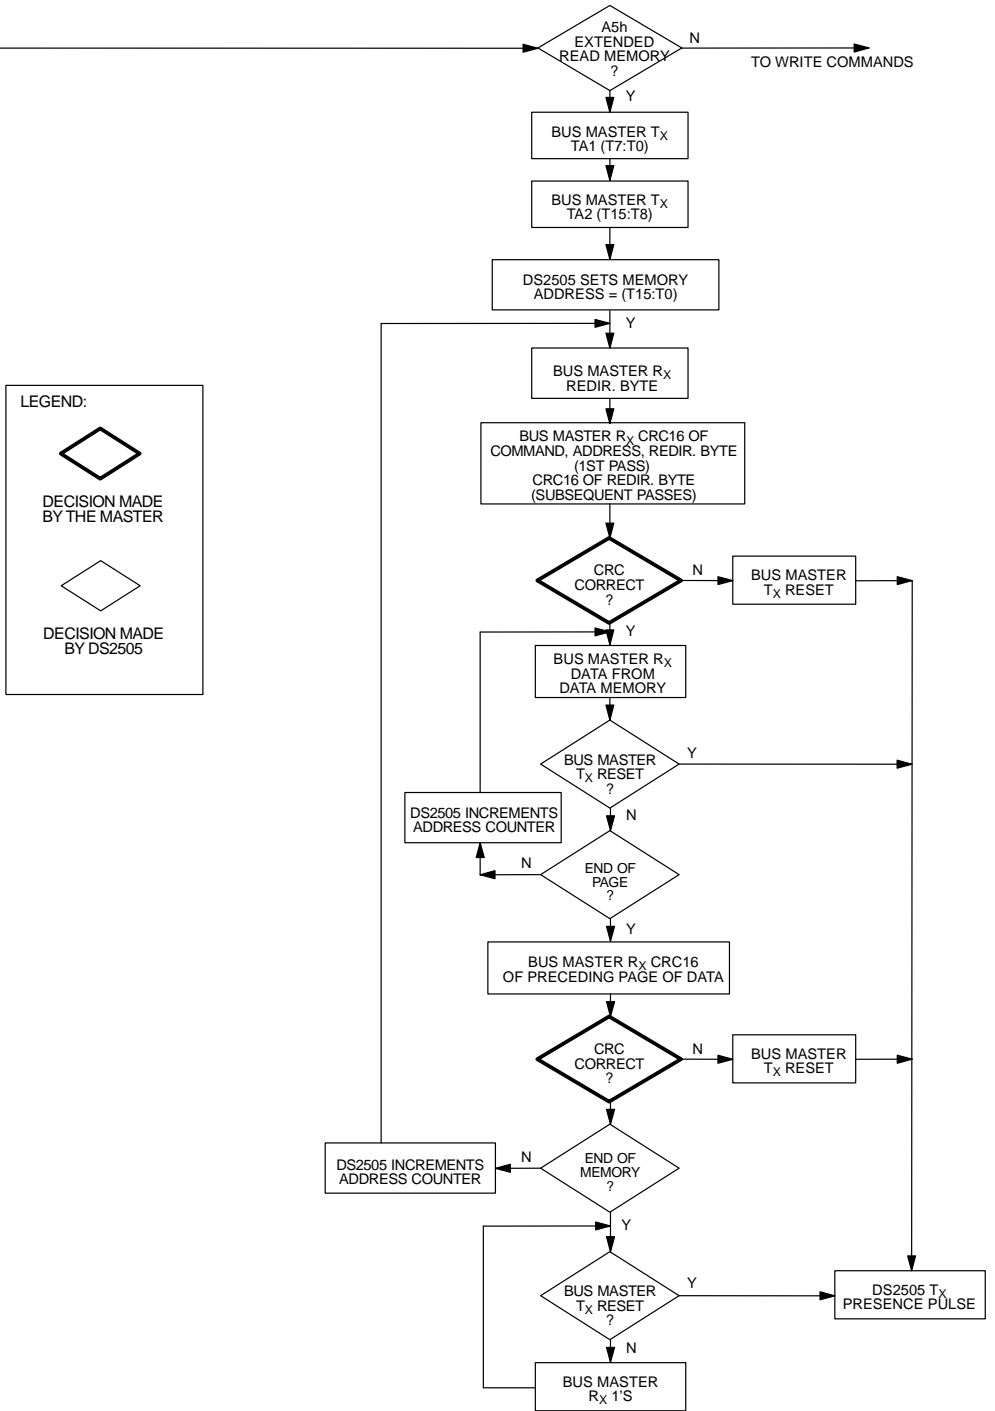 A5h
EXTENDED
READ MEMORY
?
N
TO WRITE COMMANDS
Y
BUS MASTER TX
TA1 (T7:T0)
BUS MASTER TX
TA2 (T15:T8)
DS2505 SETS MEMORY
ADDRESS = (T15:T0)
Y
BUS MASTER RX
REDIR. BYTE
LEGEND:
DECISION MADE
BY THE MASTER
DECISION MADE
BY DS2505
BUS MASTER RX CRC16 OF
COMMAND, ADDRESS, REDIR. BYTE
(1ST PASS)
CRC16 OF REDIR. BYTE
(SUBSEQUENT PASSES)
CRC
CORRECT
?
N
BUS MASTER
TX RESET
Y
BUS MASTER RX
DATA FROM
DATA MEMORY
BUS MASTER
TX RESET
?
Y
N
DS2505 INCREMENTS
ADDRESS COUNTER
END OF
PAGE
?
N
Y
BUS MASTER RX CRC16
OF PRECEDING PAGE OF DATA
CRC
CORRECT
?
N
BUS MASTER
TX RESET
END OF
MEMORY
?
N
DS2505 INCREMENTS
ADDRESS COUNTER
Y
BUS MASTER
TX RESET
?
Y
DS2505 TX
PRESENCE PULSE
N
BUS MASTER
RX 1'S